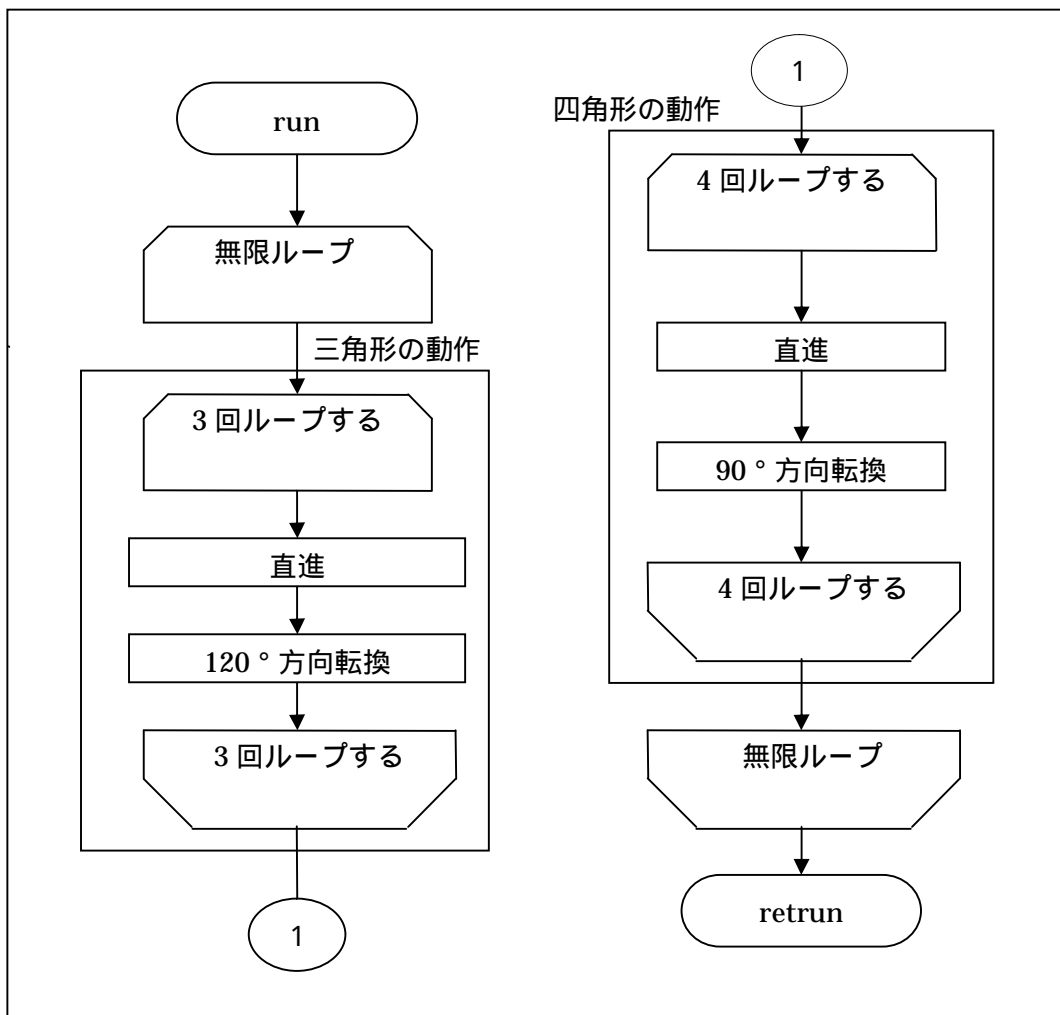 run
無限ループ
三角形の動作
3 回ループする
直進
120 ° 方向転換
3 回ループする
1
1
四角形の動作
4 回ループする
直進
90 ° 方向転換
4 回ループする
無限ループ
retrun